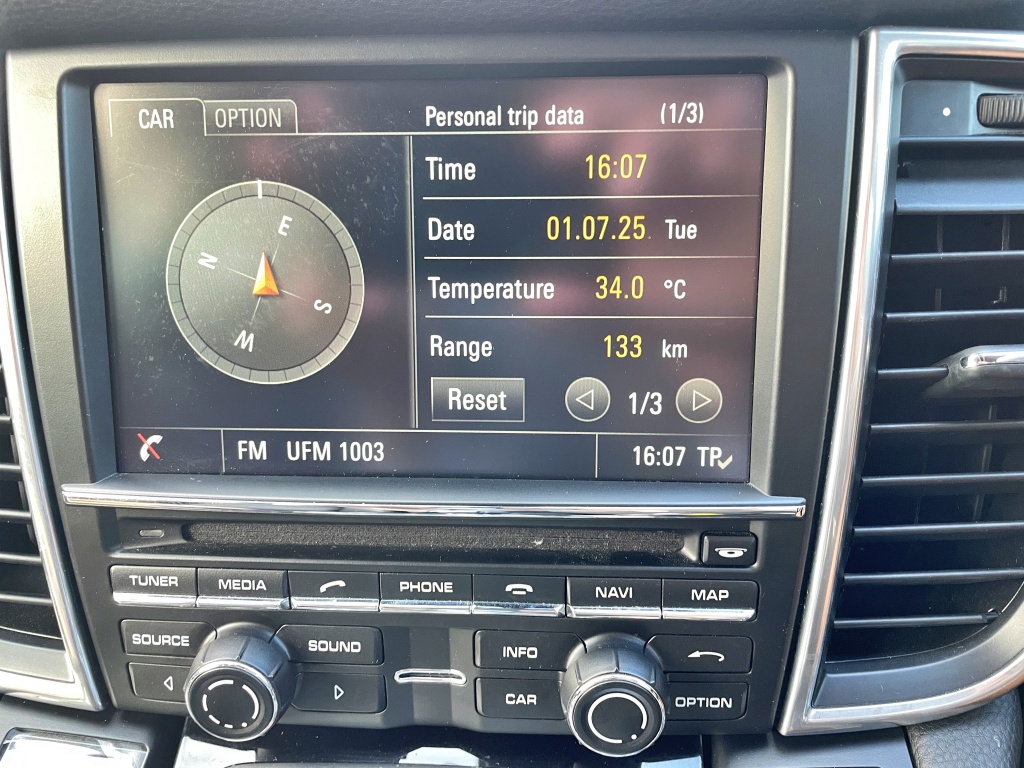 CAR OPTION Personal trip data (1/3)
Time 16:07
Date 01.07.25 Tue
Temperature 34.0 °C
Range 133 km
Reset 1/3
E
N
S
W
FM UFM 1003 16:07 TP
TUNER MEDIA PHONE NAVI MAP
SOURCE SOUND INFO
CAR OPTION